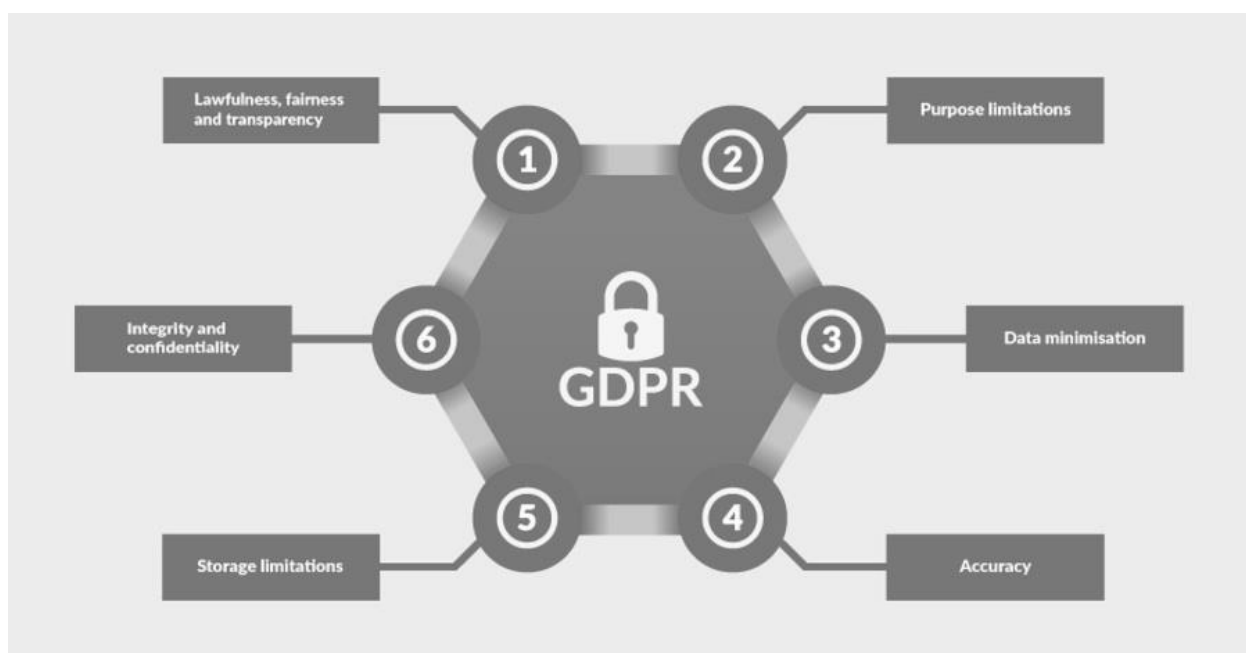 Lawfulness, fairness
and transparency
1
2
Purpose limitations
Integrity and
confidentiality
6
GDPR
3
Data minimisation
Storage limitations
5
4
Accuracy